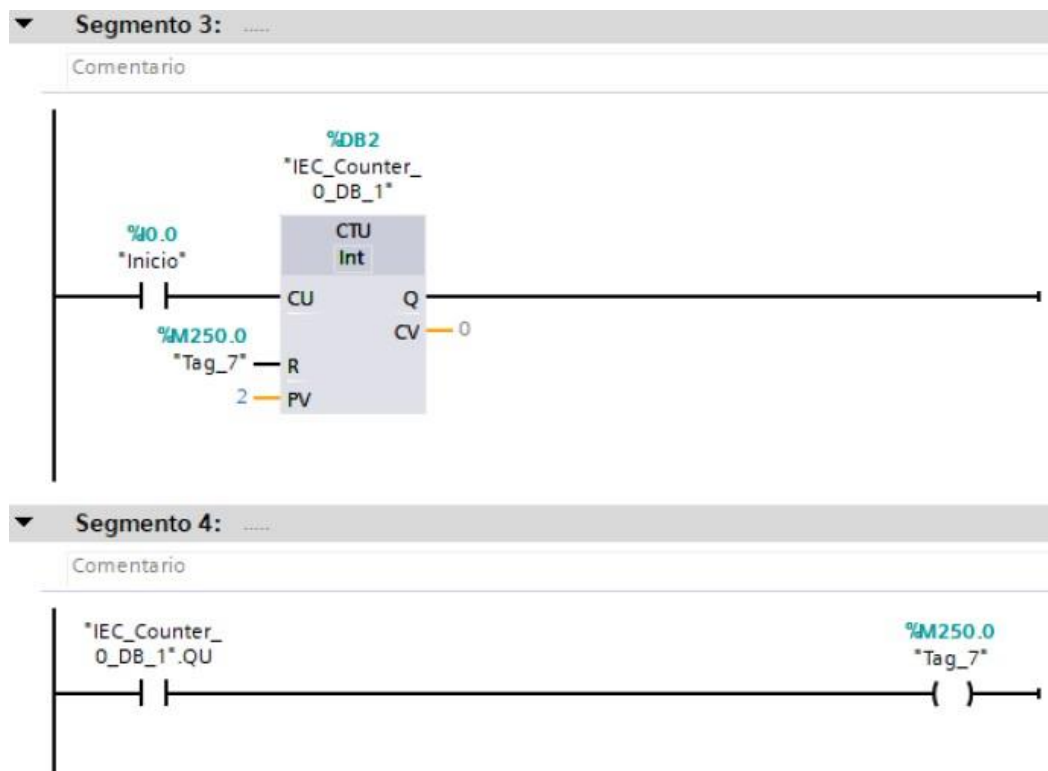 Segmento 3: .....
Comentario
%DB2
"IEC_Counter_
0_DB_1"
CTU
Int
%I0.0
"Inicio"
CU
Q
CV
0
%M250.0
"Tag_7"
R
2
PV
Segmento 4: .....
Comentario
"IEC_Counter_
0_DB_1".QU
%M250.0
"Tag_7"